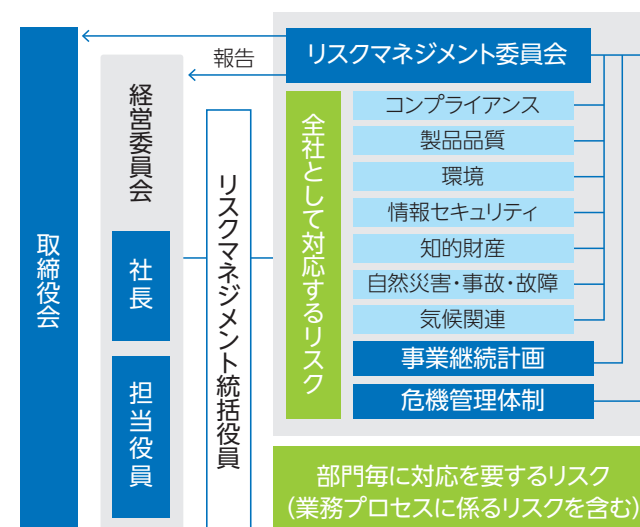 取締役会
経営委員会
社長
担当役員
報告
リスクマネジメント統括役員
リスクマネジメント委員会
全社として対応するリスク
コンプライアンス
製品品質
環境
情報セキュリティ
知的財産
自然災害・事故・故障
気候関連
事業継続計画
危機管理体制
部門毎に対応を要するリスク
(業務プロセスに係るリスクを含む)